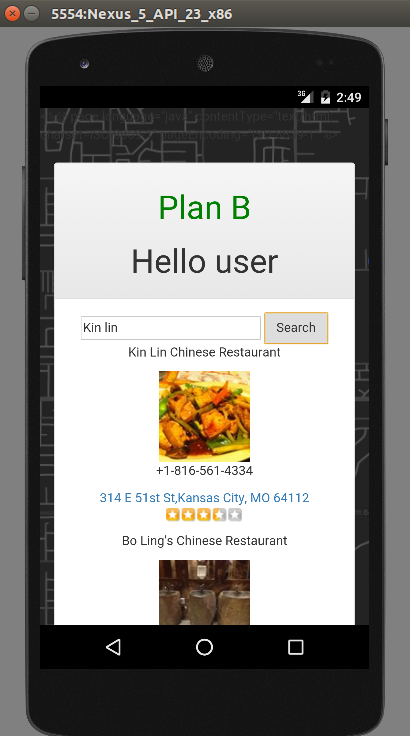 5554:Nexus_5_API_23_x86
3G 2:49
Plan B
Hello user
Kin lin Search
Kin Lin Chinese Restaurant
+1-816-561-4334
314 E 51st St,Kansas City, MO 64112
Bo Ling's Chinese Restaurant